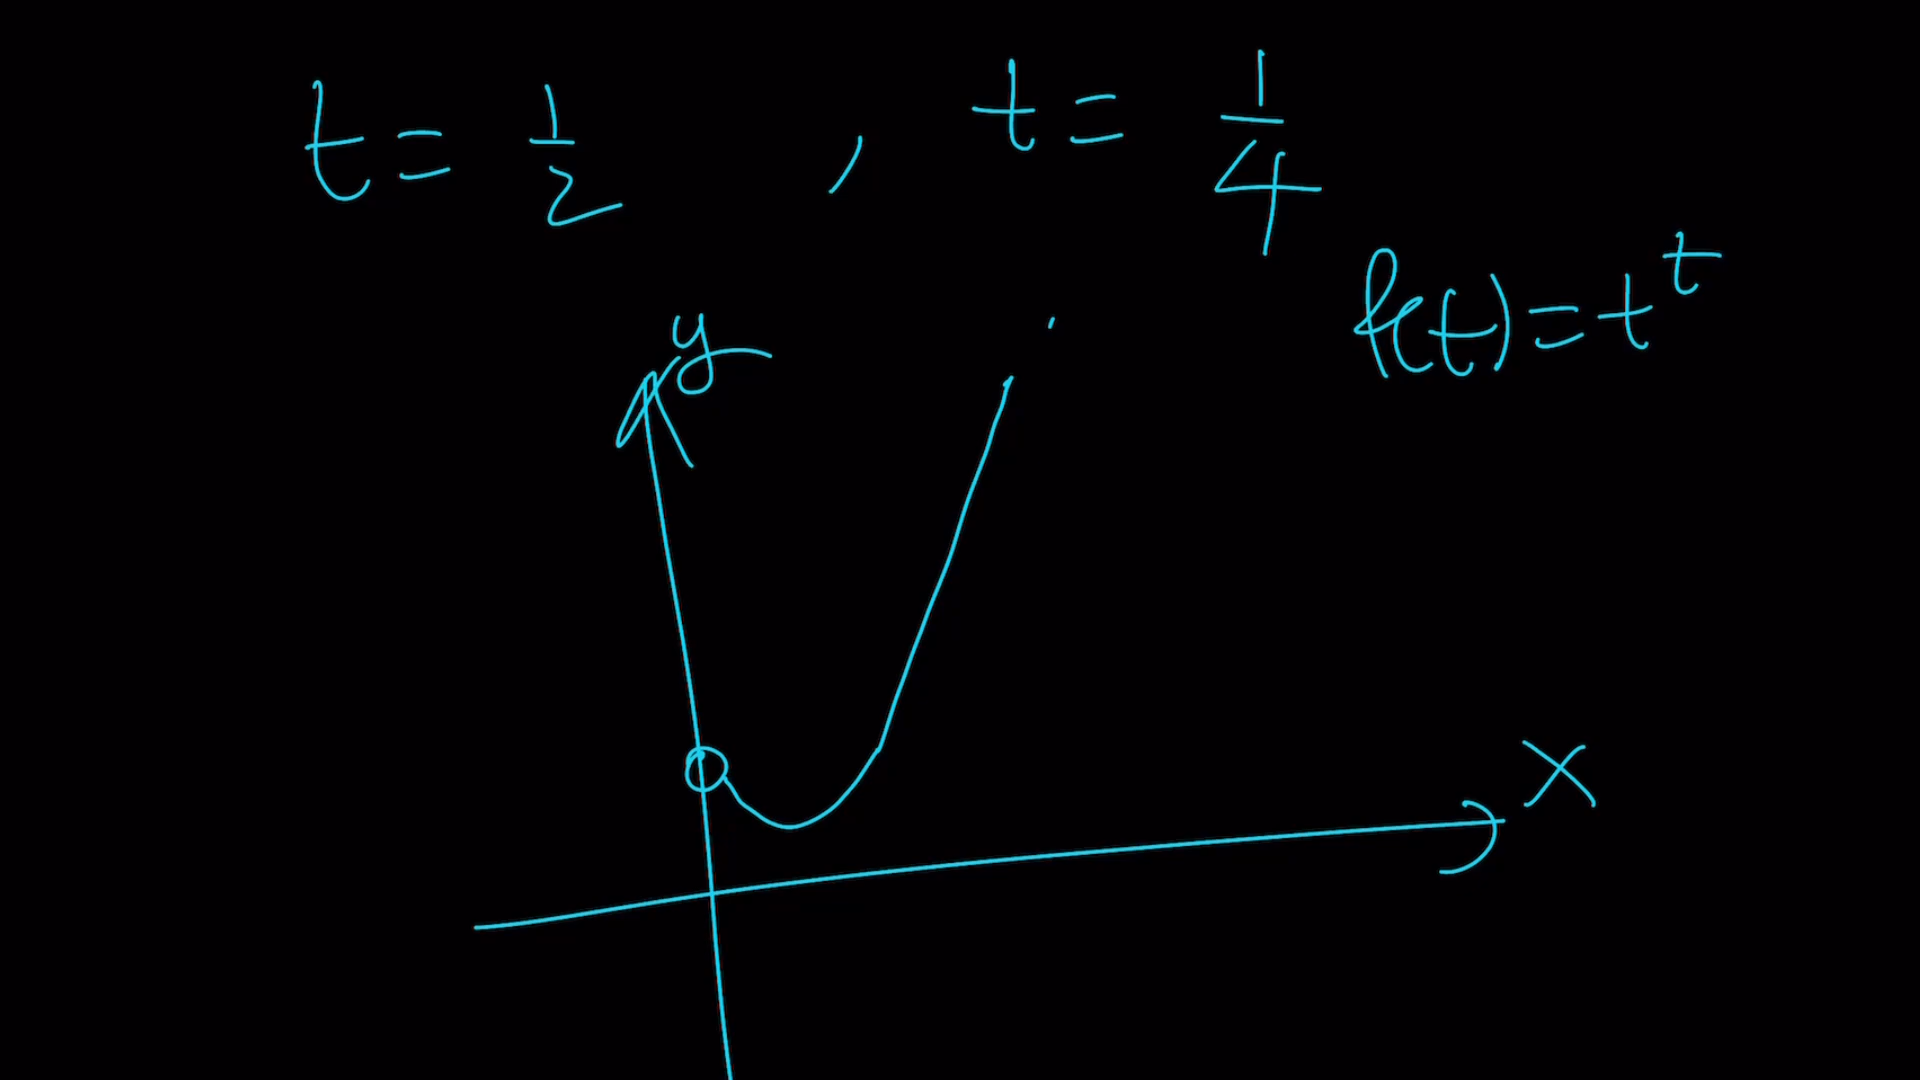 t = 1/2 , t = 1/4
f(t) = t^t
y
x